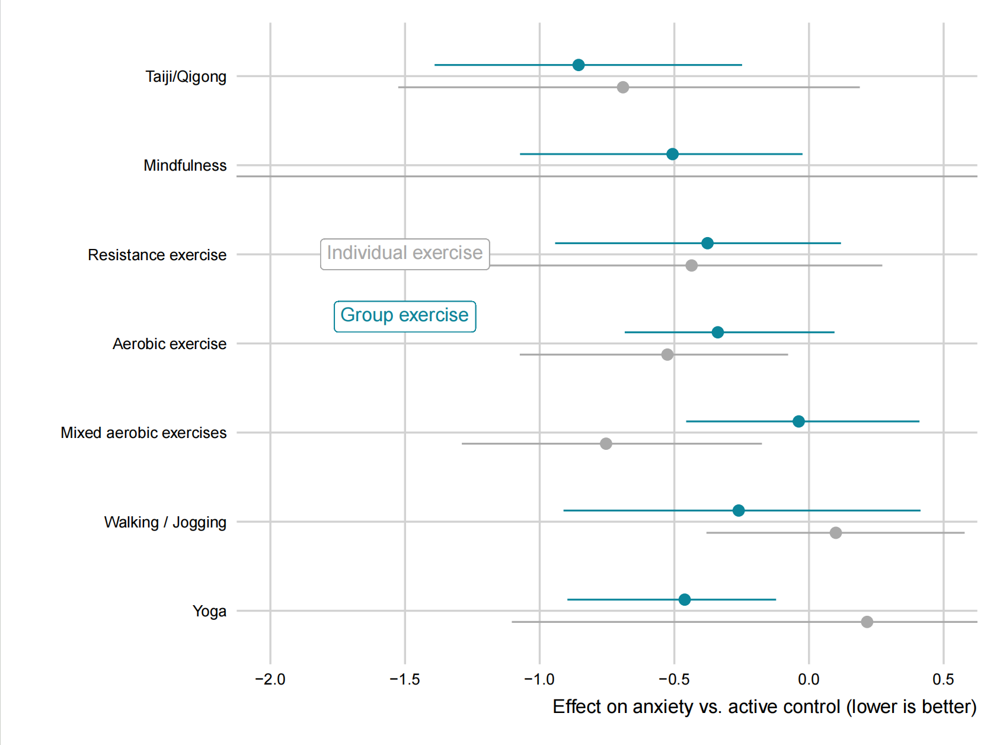 Taiji/Qigong
Mindfulness
Resistance exercise
Individual exercise
Group exercise
Aerobic exercise
Mixed aerobic exercises
Walking / Jogging
Yoga
−2.0 −1.5 −1.0 −0.5 0.0 0.5
Effect on anxiety vs. active control (lower is better)